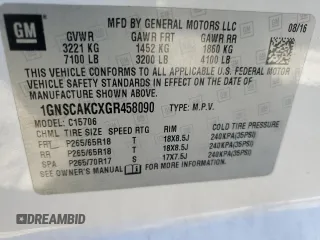 GM
MFD BY GENERAL MOTORS LLC 08/16
GVWR GAWR FRT GAWR RR
3221 KG 1452 KG 1860 KG
7100 LB 3200 LB 4100 LB
THIS VEHICLE CONFORMS TO ALL APPLICABLE U.S. FEDERAL MOTOR
VEHICLE SAFETY STANDARDS IN EFFECT ON THE DATE OF
MANUFACTURE SHOWN ABOVE.
1GNSCAKCXGR458090 TYPE: M.P.V.
MODEL: C15706
TIRE SIZE SPEED RTG RIM COLD TIRE PRESSURE
FRT P265/65R18 T 18X8.5J 240KPA(35PSI)
RR P265/65R18 T 18X8.5J 240KPA(35PSI)
SPA P265/70R17 T 17X7.5J 240KPA(35PSI)
SEE OWNER'S MANUAL FOR MORE INFORMATION.
DREAMBID
dreambid.com